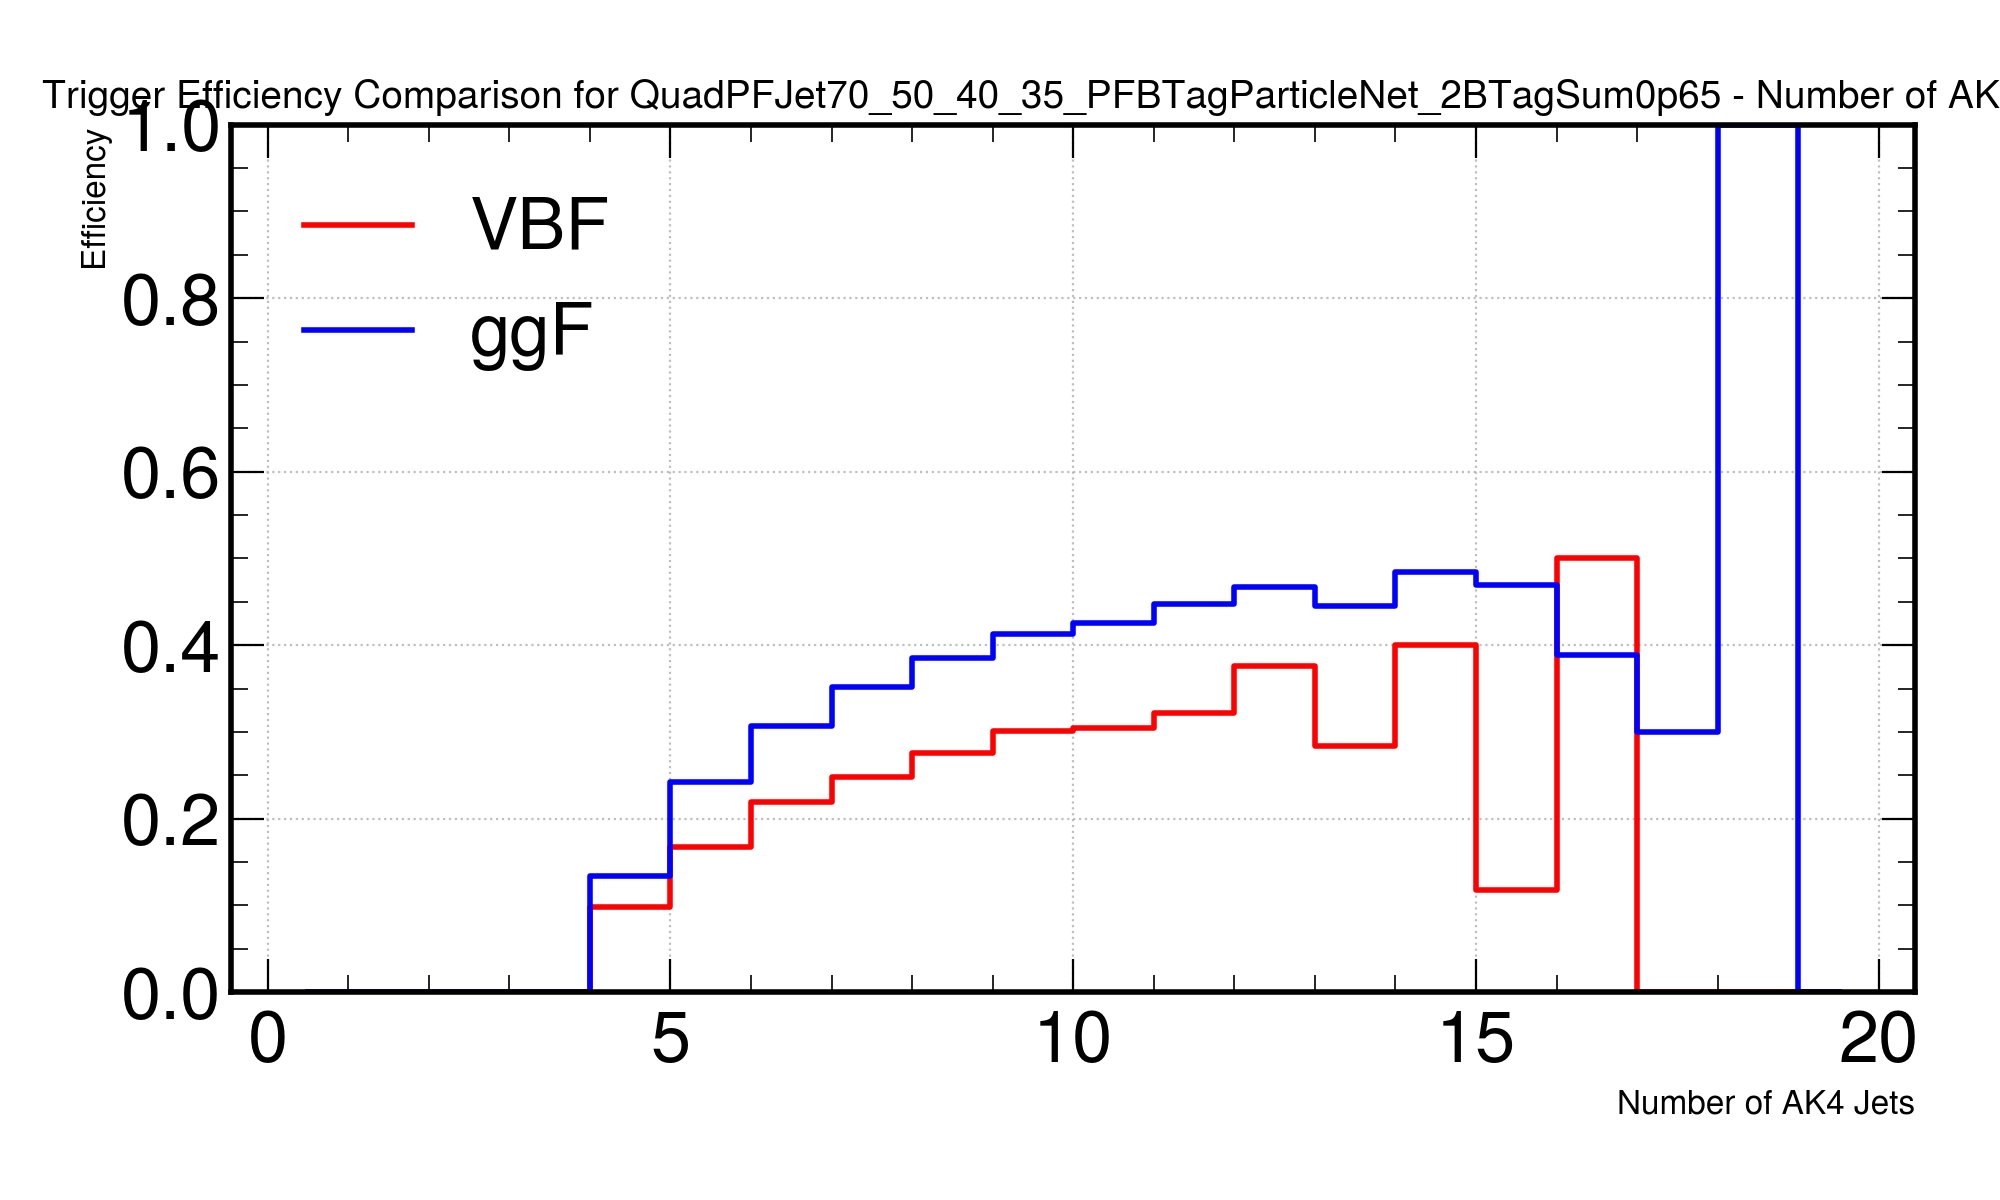 Trigger Efficiency Comparison for QuadPFJet70_50_40_35_PFBTagParticleNet_2BTagSum0p65 - Number of AK
Efficiency
1.0
0.8
0.6
0.4
0.2
0.0
VBF
ggF
0 5 10 15 20
Number of AK4 Jets